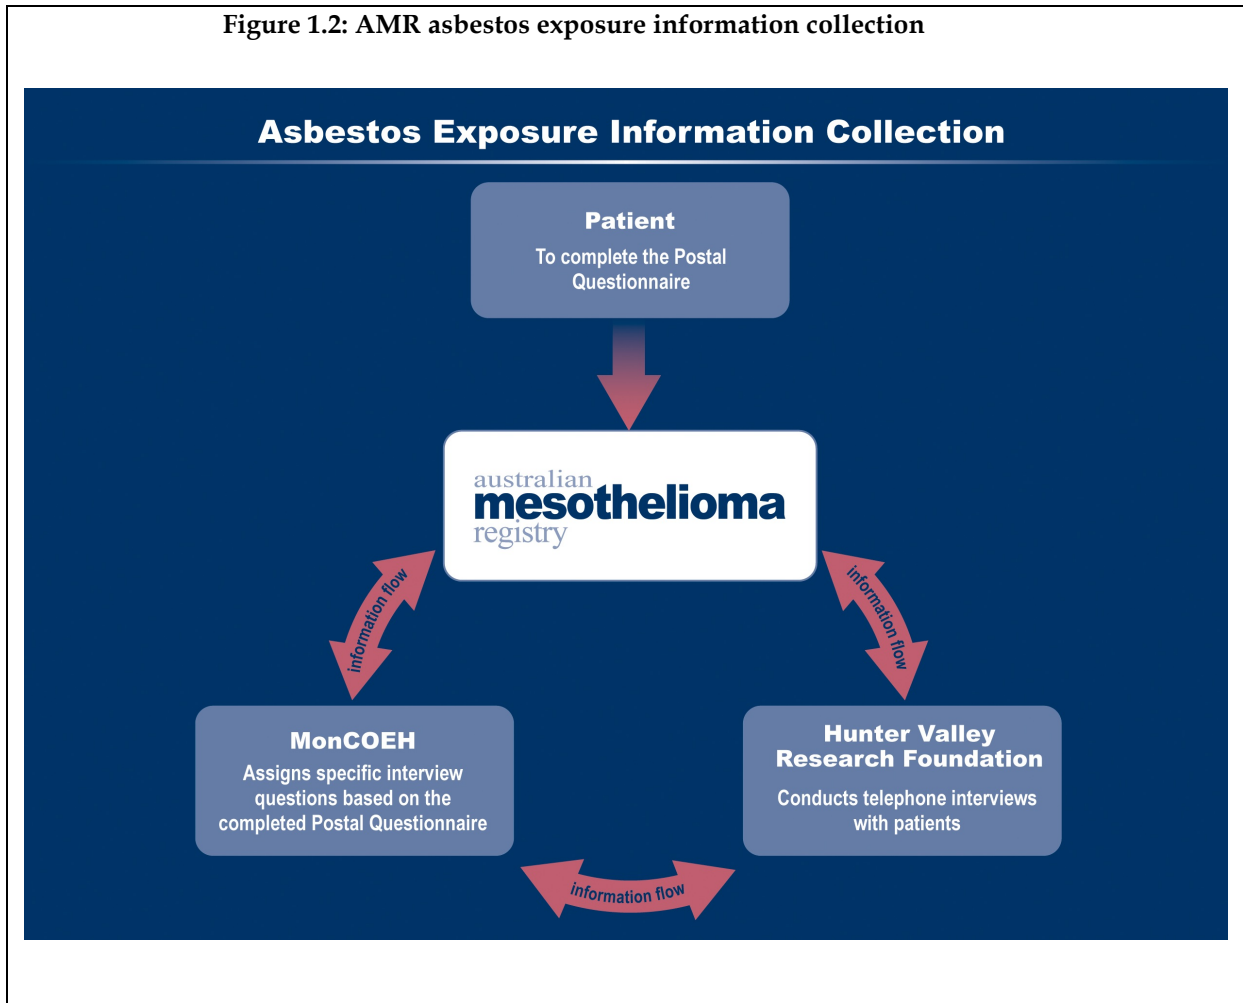 Figure 1.2: AMR asbestos exposure information collection
Asbestos Exposure Information Collection
Patient
To complete the Postal
Questionnaire
australian
mesothelioma
registry
information flow
information flow
MonCOEH
Assigns specific interview
questions based on the
completed Postal Questionnaire
Hunter Valley
Research Foundation
Conducts telephone interviews
with patients
information flow